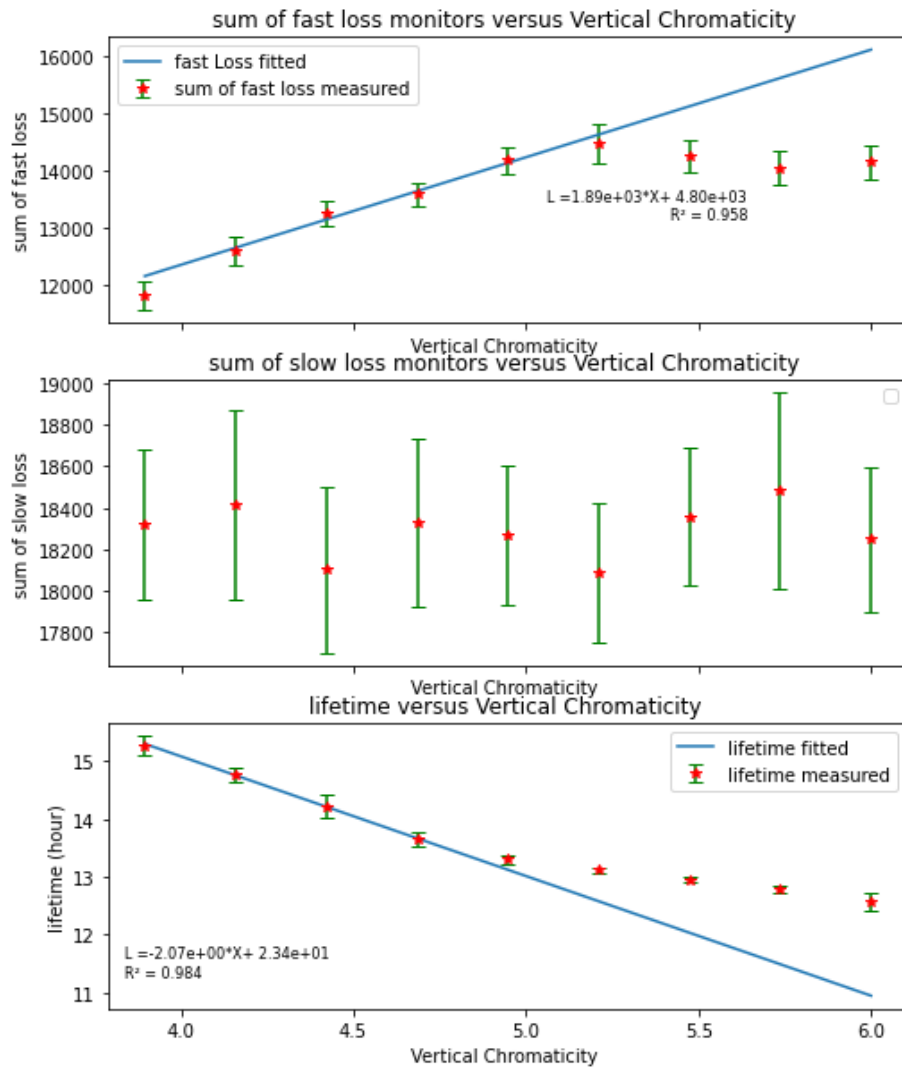 sum of fast loss monitors versus Vertical Chromaticity
16000
15000
14000
13000
12000
sum of fast loss
fast Loss fitted
sum of fast loss measured
L =1.89e+03*X+ 4.80e+03
R² = 0.958
Vertical Chromaticity
sum of slow loss monitors versus Vertical Chromaticity
19000
18800
18600
18400
18200
18000
17800
sum of slow loss
Vertical Chromaticity
lifetime versus Vertical Chromaticity
15
14
13
12
11
lifetime (hour)
lifetime fitted
lifetime measured
L =-2.07e+00*X+ 2.34e+01
R² = 0.984
4.0 4.5 5.0 5.5 6.0
Vertical Chromaticity